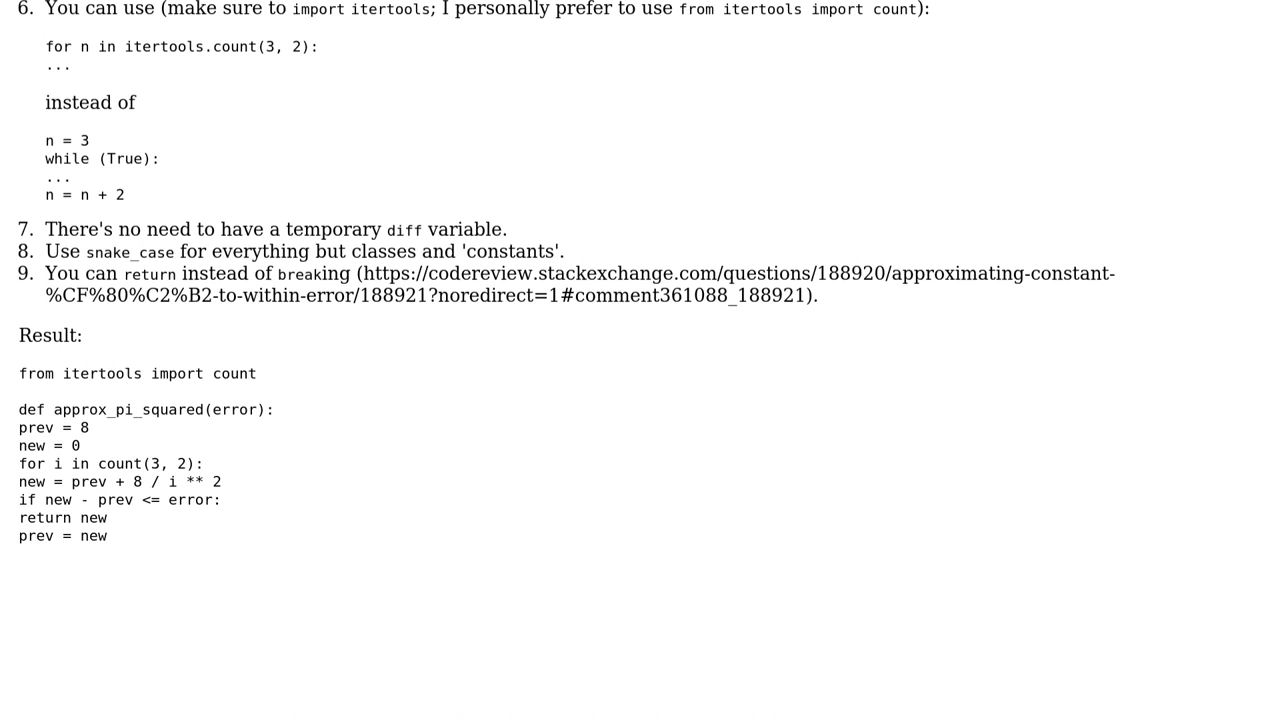 6. You can use (make sure to import itertools; I personally prefer to use from itertools import count):
for n in itertools.count(3, 2):
...
instead of
n = 3
while (True):
...
n = n + 2
7. There's no need to have a temporary diff variable.
8. Use snake_case for everything but classes and 'constants'.
9. You can return instead of breaking (https://codereview.stackexchange.com/questions/188920/approximating-constant-
%CF%80%C2%B2-to-within-error/188921?noredirect=1#comment361088_188921).
Result:
from itertools import count
def approx_pi_squared(error):
prev = 8
new = 0
for i in count(3, 2):
new = prev + 8 / i ** 2
if new - prev <= error:
return new
prev = new